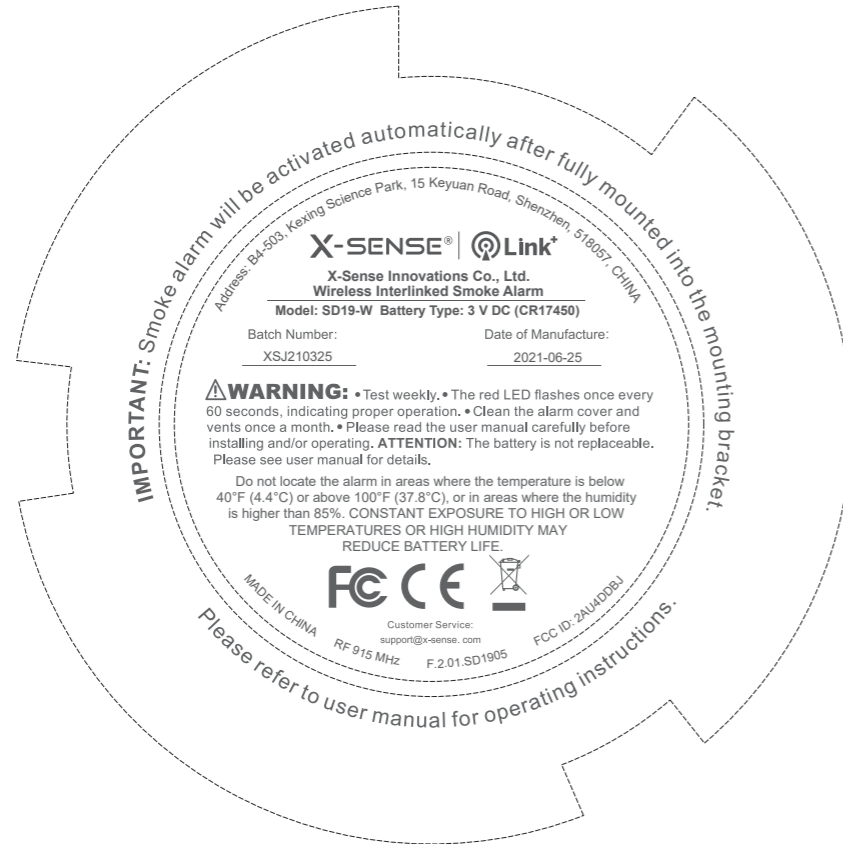 IMPORTANT: Smoke alarm will be activated automatically after fully mounted into the mounting bracket.
Address: B4-503, Kexing Science Park, 15 Keyuan Road, Shenzhen, 518057, CHINA
X-SENSE® | Link+
X-Sense Innovations Co., Ltd.
Wireless Interlinked Smoke Alarm
Model: SD19-W Battery Type: 3 V DC (CR17450)
Batch Number: Date of Manufacture:
XSJ210325 2021-06-25
WARNING: • Test weekly. • The red LED flashes once every
60 seconds, indicating proper operation. • Clean the alarm cover and
vents once a month. • Please read the user manual carefully before
installing and/or operating. ATTENTION: The battery is not replaceable.
Please see user manual for details.
Do not locate the alarm in areas where the temperature is below
40°F (4.4°C) or above 100°F (37.8°C), or in areas where the humidity
is higher than 85%. CONSTANT EXPOSURE TO HIGH OR LOW
TEMPERATURES OR HIGH HUMIDITY MAY
REDUCE BATTERY LIFE.
FC CE
Customer Service:
support@x-sense. com
MADE IN CHINA RF 915 MHz F.2.01.SD1905 FCC ID: 2AU4DDBJ
Please refer to user manual for operating instructions.